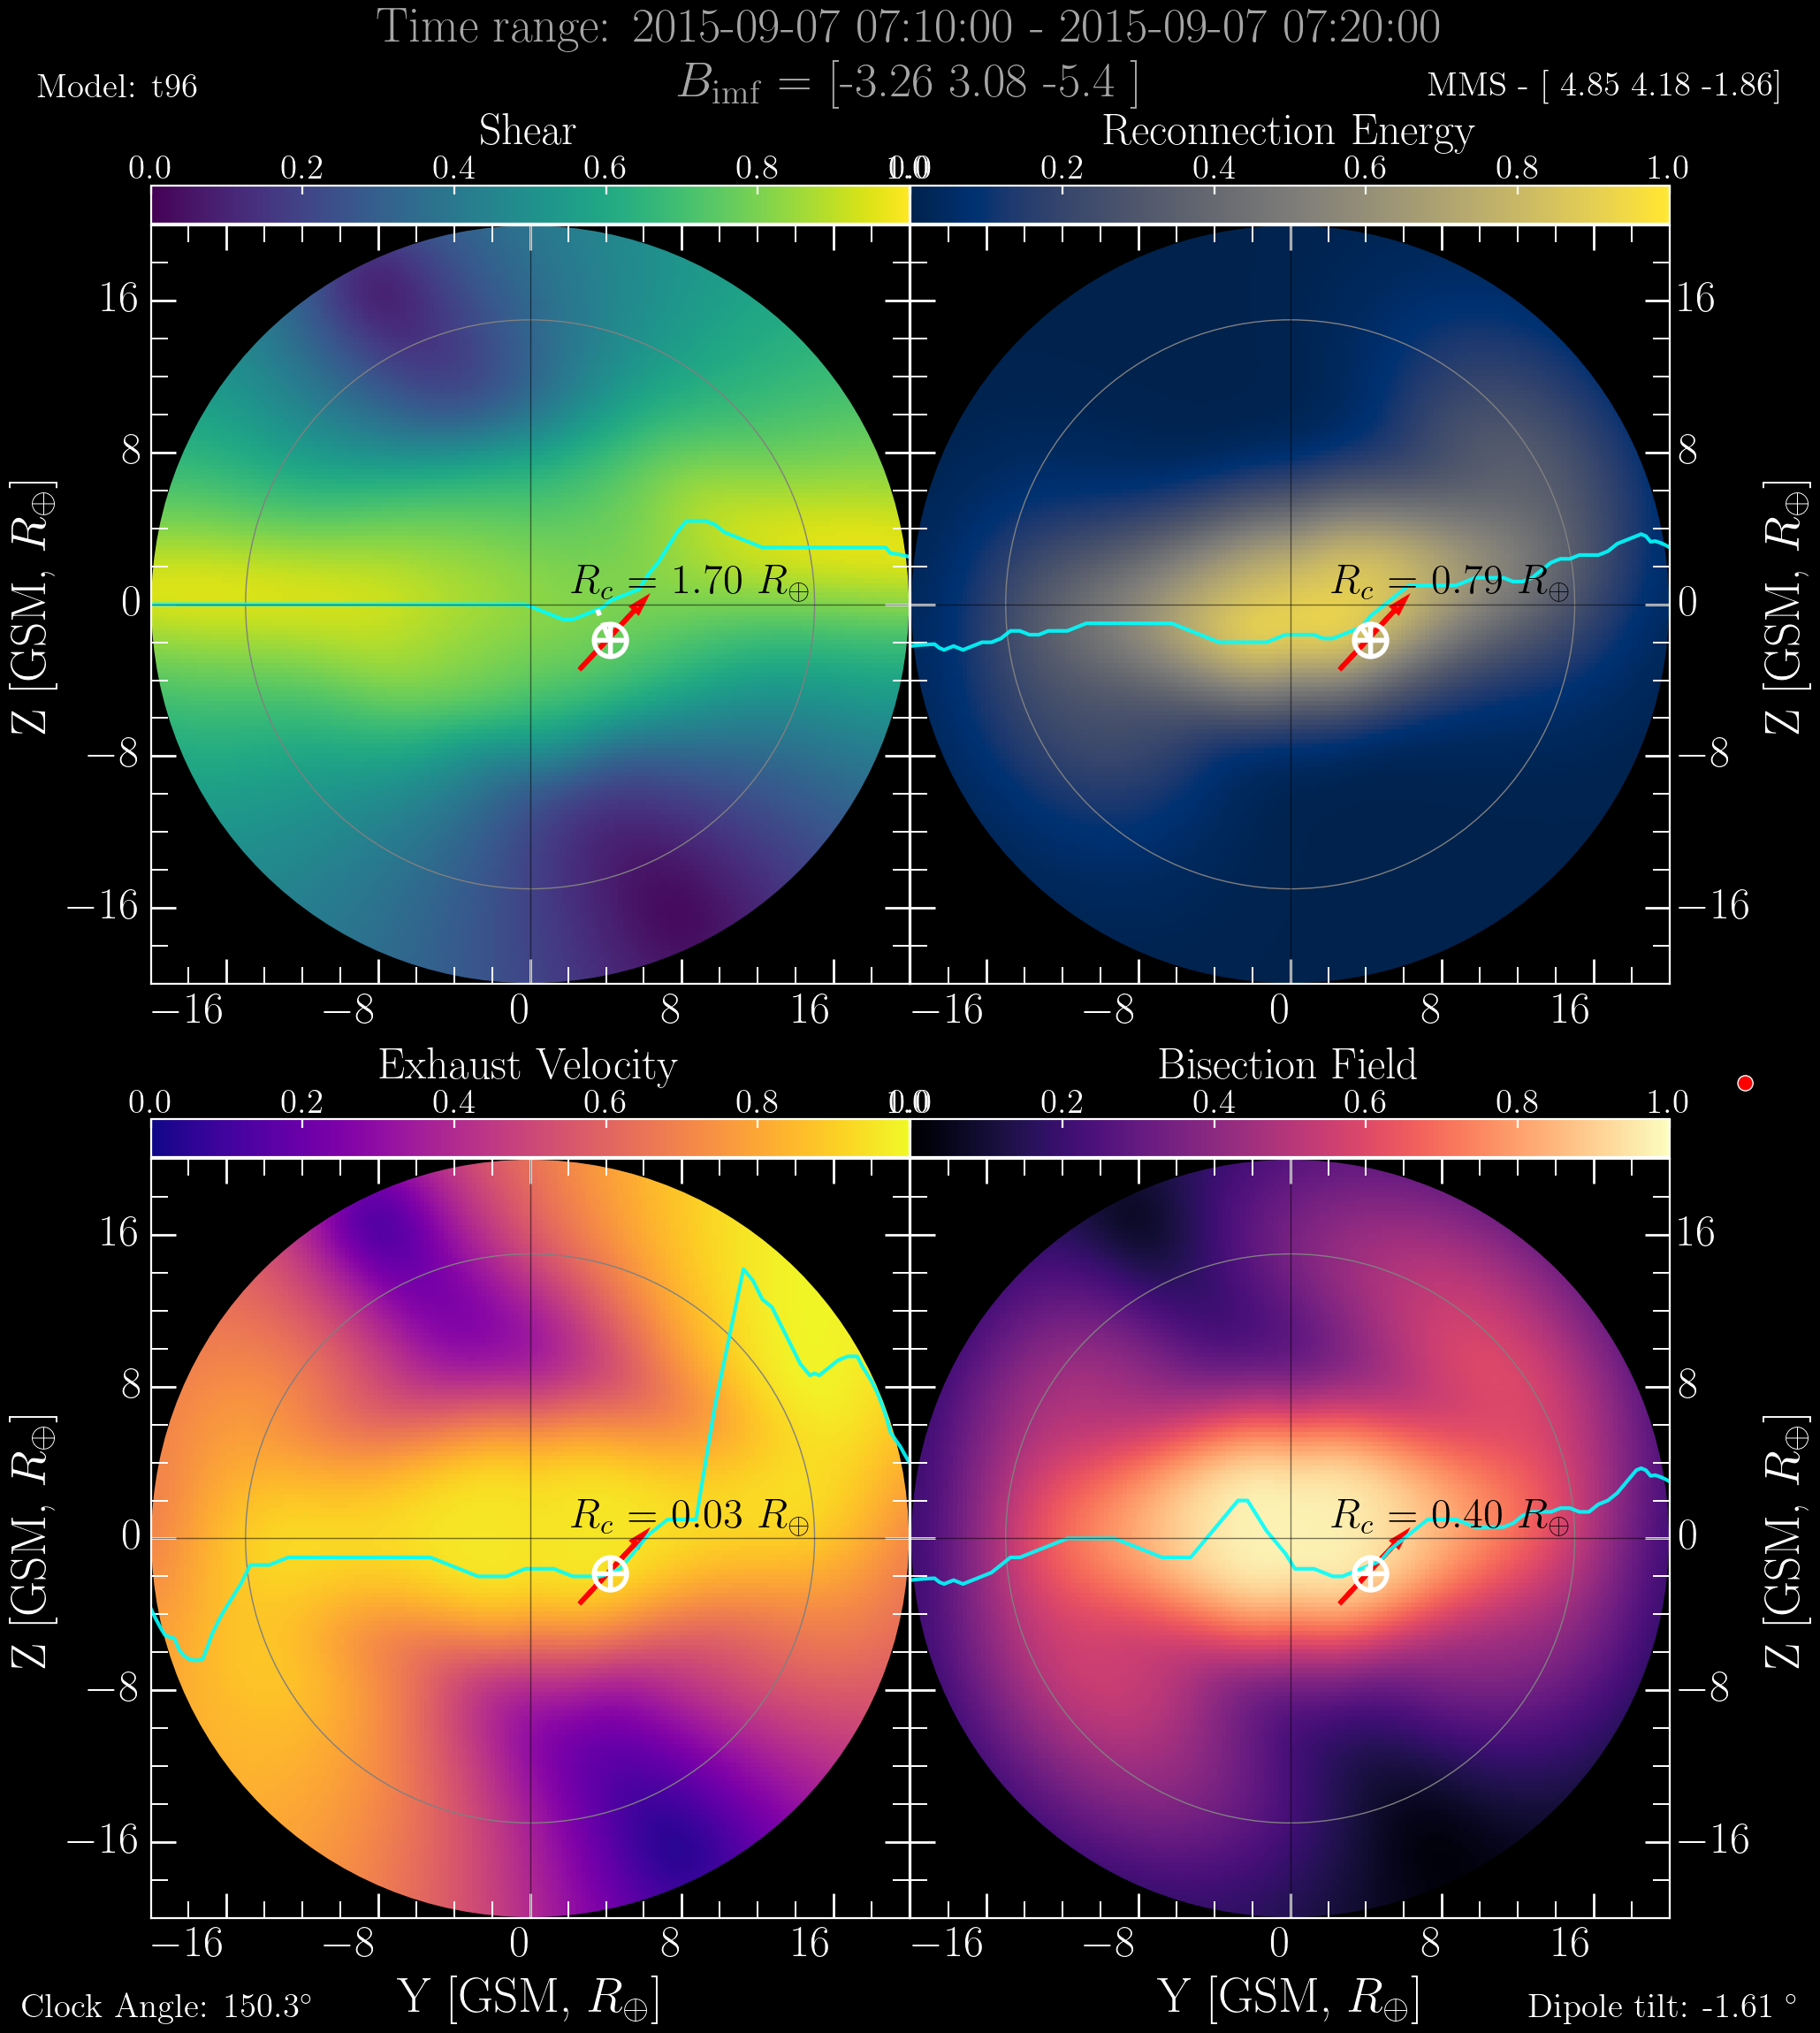 Time range: 2015-09-07 07:10:00 - 2015-09-07 07:20:00
Model: t96
B_imf = [-3.26 3.08 -5.4 ]
MMS - [ 4.85 4.18 -1.86]
Shear
0.0 0.2 0.4 0.6 0.8 1.0
Reconnection Energy
0.0 0.2 0.4 0.6 0.8 1.0
Z [GSM, R⊕]
16
8
0
−8
−16
R_c = 1.70 R⊕
−16 −8 0 8 16
R_c = 0.79 R⊕
16
8
0
−8
−16
Z [GSM, R⊕]
−16 −8 0 8 16
Exhaust Velocity
0.0 0.2 0.4 0.6 0.8 1.0
Bisection Field
0.0 0.2 0.4 0.6 0.8 1.0
Z [GSM, R⊕]
16
8
0
−8
−16
R_c = 0.03 R⊕
−16 −8 0 8 16
Y [GSM, R⊕]
R_c = 0.40 R⊕
16
8
0
−8
−16
Z [GSM, R⊕]
−16 −8 0 8 16
Y [GSM, R⊕]
Clock Angle: 150.3°
Dipole tilt: -1.61 °